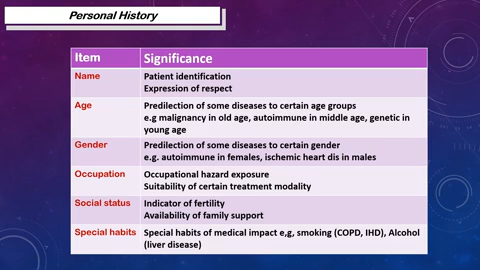 Personal History
Item Significance
Name Patient identification
Expression of respect
Age Predilection of some diseases to certain age groups
e.g malignancy in old age, autoimmune in middle age, genetic in
young age
Gender Predilection of some diseases to certain gender
e.g. autoimmune in females, ischemic heart dis in males
Occupation Occupational hazard exposure
Suitability of certain treatment modality
Social status Indicator of fertility
Availability of family support
Special habits Special habits of medical impact e,g, smoking (COPD, IHD), Alcohol
(liver disease)